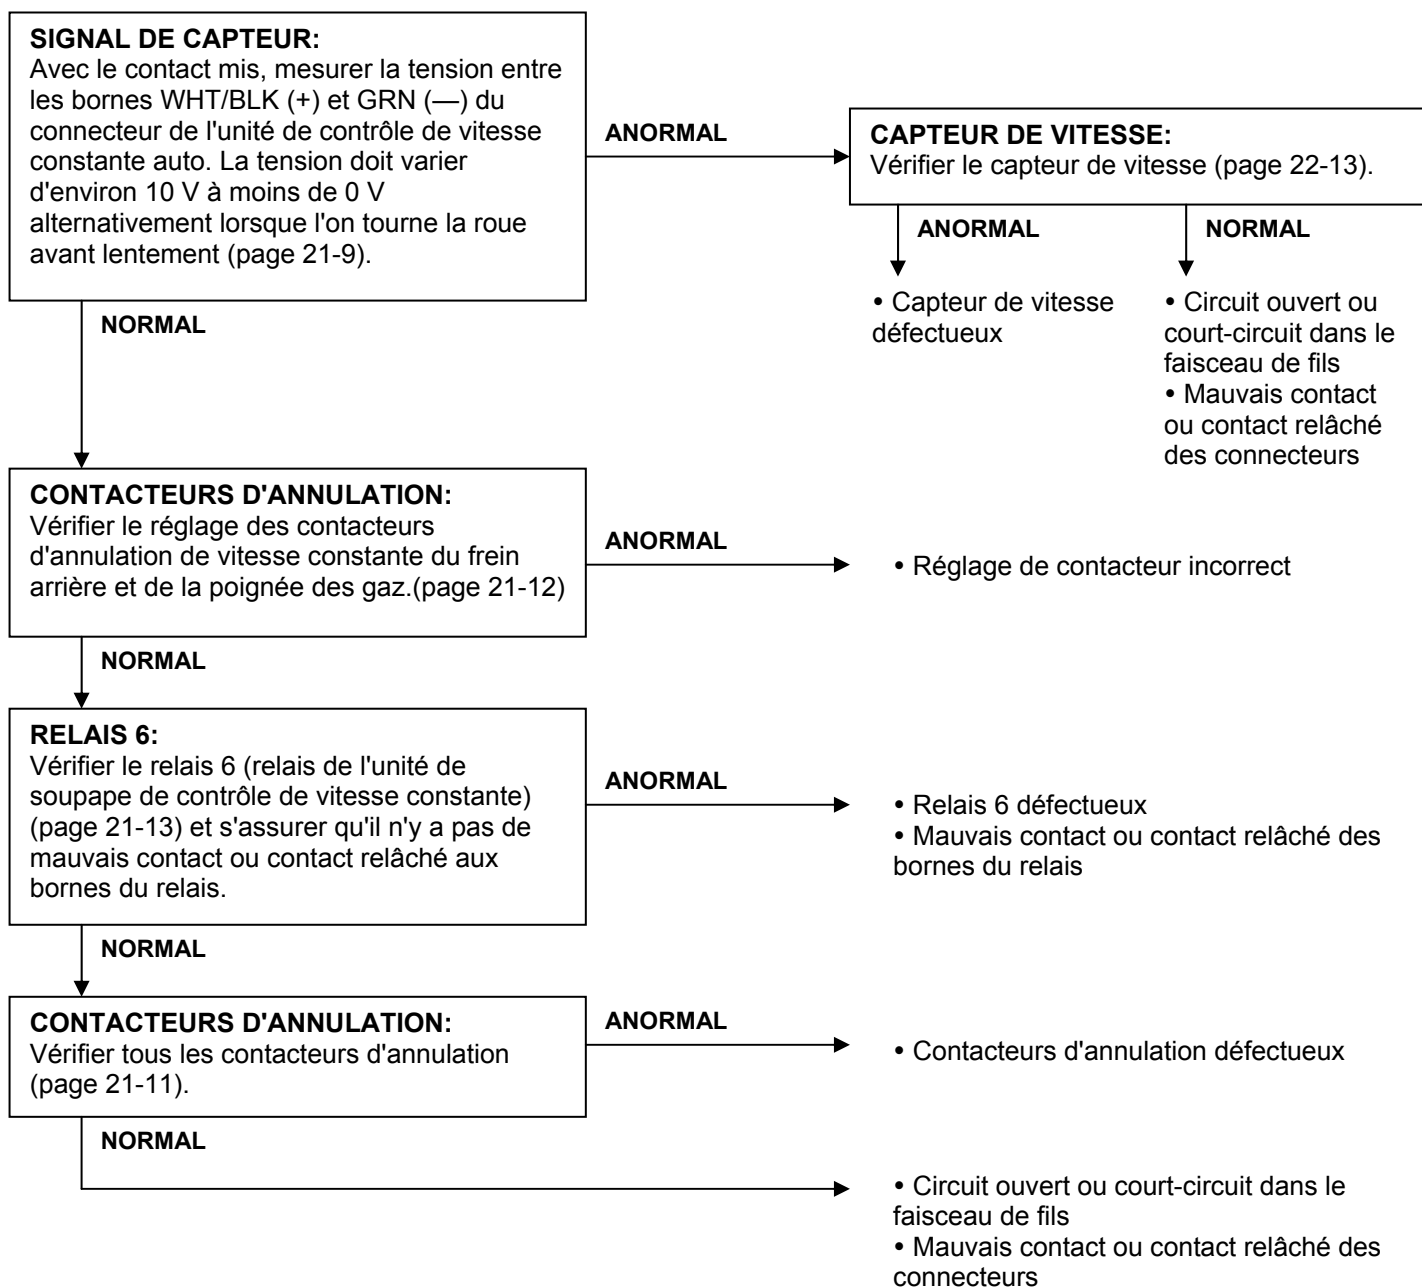 SIGNAL DE CAPTEUR:
Avec le contact mis, mesurer la tension entre
les bornes WHT/BLK (+) et GRN (—) du
connecteur de l'unité de contrôle de vitesse
constante auto. La tension doit varier
d'environ 10 V à moins de 0 V
alternativement lorsque l'on tourne la roue
avant lentement (page 21-9).
ANORMAL
CAPTEUR DE VITESSE:
Vérifier le capteur de vitesse (page 22-13).
ANORMAL
NORMAL
• Capteur de vitesse
défectueux
• Circuit ouvert ou
court-circuit dans le
faisceau de fils
• Mauvais contact
ou contact relâché
des connecteurs
NORMAL
CONTACTEURS D'ANNULATION:
Vérifier le réglage des contacteurs
d'annulation de vitesse constante du frein
arrière et de la poignée des gaz.(page 21-12)
ANORMAL
• Réglage de contacteur incorrect
NORMAL
RELAIS 6:
Vérifier le relais 6 (relais de l'unité de
soupape de contrôle de vitesse constante)
(page 21-13) et s'assurer qu'il n'y a pas de
mauvais contact ou contact relâché aux
bornes du relais.
ANORMAL
• Relais 6 défectueux
• Mauvais contact ou contact relâché des
bornes du relais
NORMAL
CONTACTEURS D'ANNULATION:
Vérifier tous les contacteurs d'annulation
(page 21-11).
ANORMAL
• Contacteurs d'annulation défectueux
NORMAL
• Circuit ouvert ou court-circuit dans le
faisceau de fils
• Mauvais contact ou contact relâché des
connecteurs